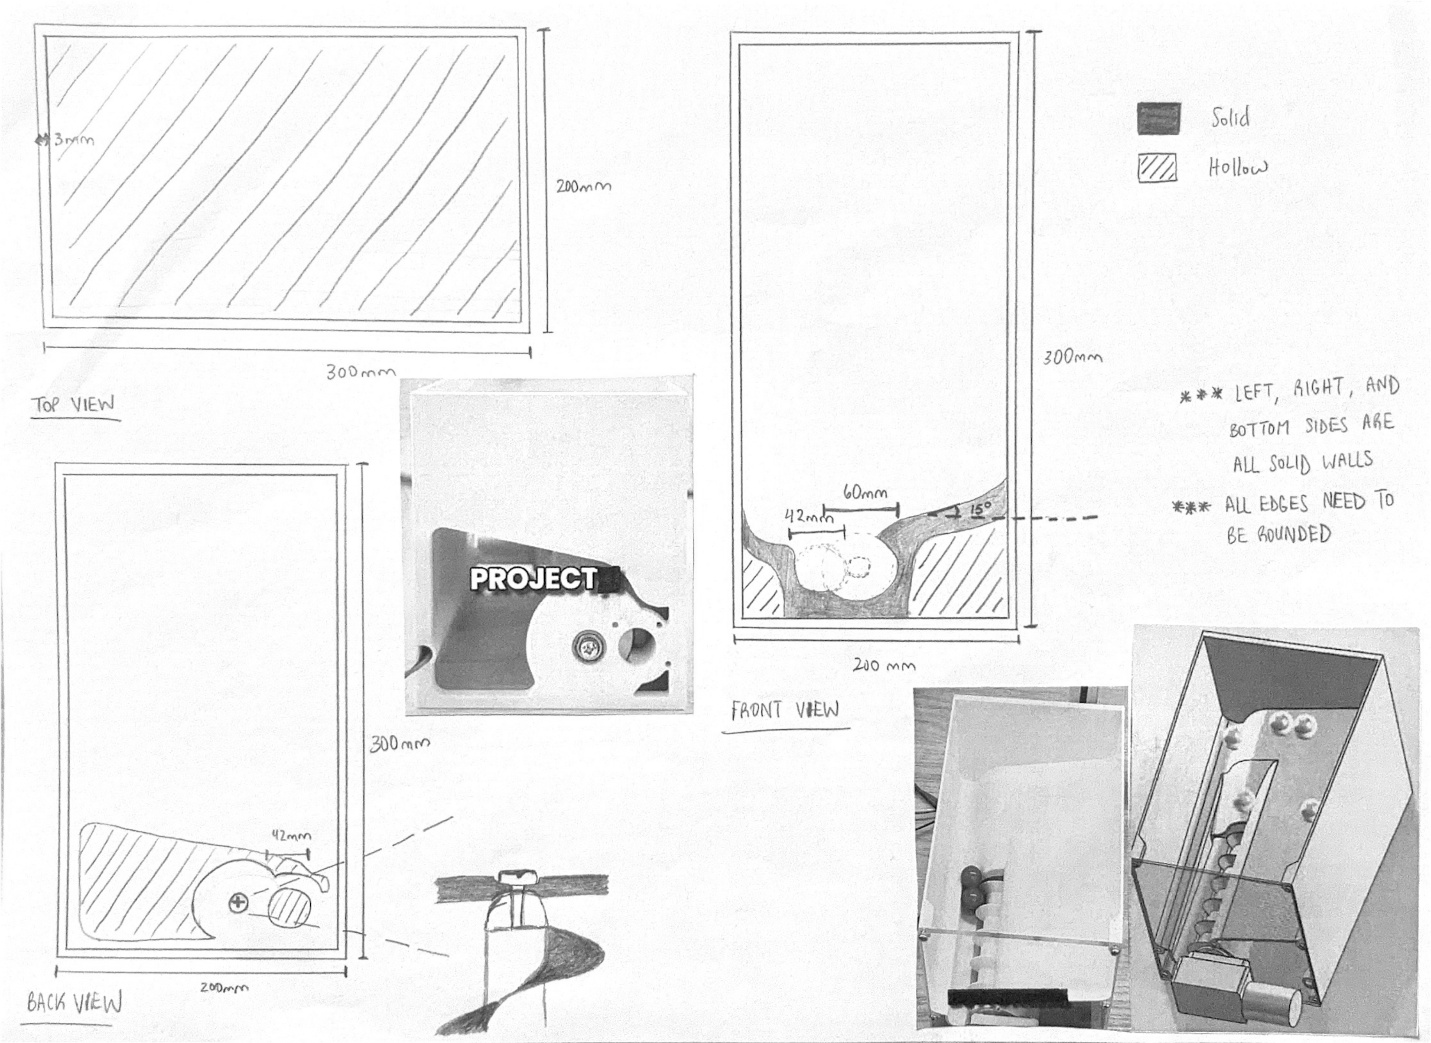 3mm
200mm
300mm
TOP VIEW
Solid
Hollow
300mm
*** LEFT, RIGHT, AND
BOTTOM SIDES ARE
ALL SOLID WALLS
*** ALL EDGES NEED TO
BE ROUNDED
60mm
42mm
15°
200 mm
FRONT VIEW
PROJECT
300mm
42mm
200mm
BACK VIEW